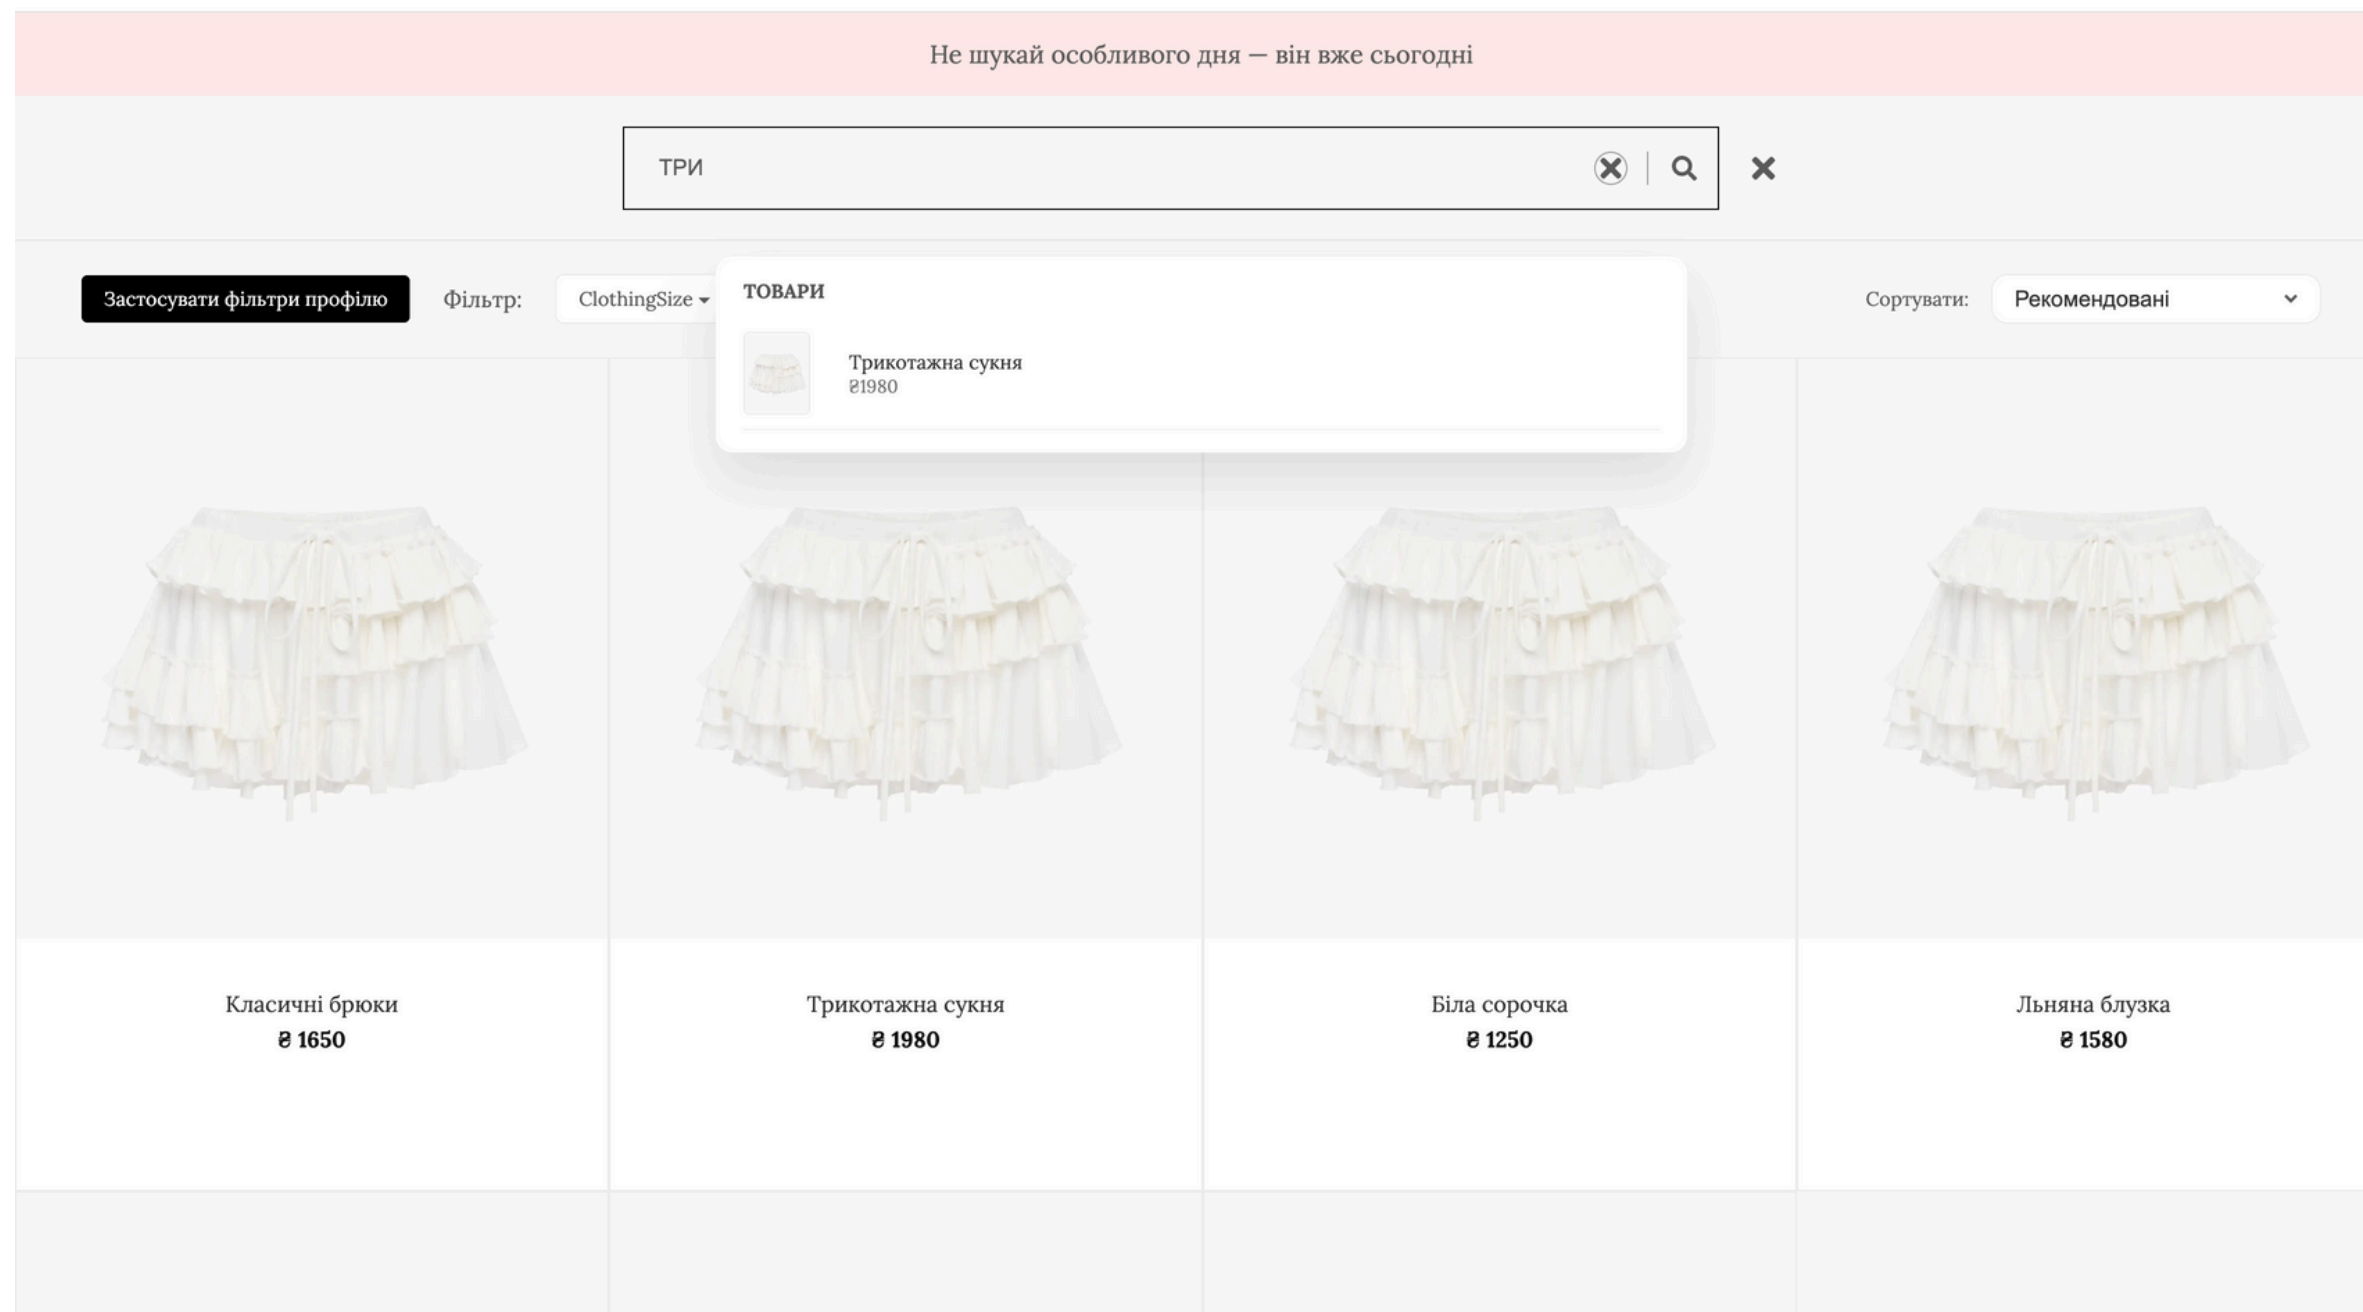 Не шукай особливого дня — він вже сьогодні
ТРИ
Застосувати фільтри профілю
Фільтр:
ClothingSize
Сортувати:
Рекомендовані
ТОВАРИ
Трикотажна сукня
₴1980
Класичні брюки
₴ 1650
Трикотажна сукня
₴ 1980
Біла сорочка
₴ 1250
Льняна блузка
₴ 1580